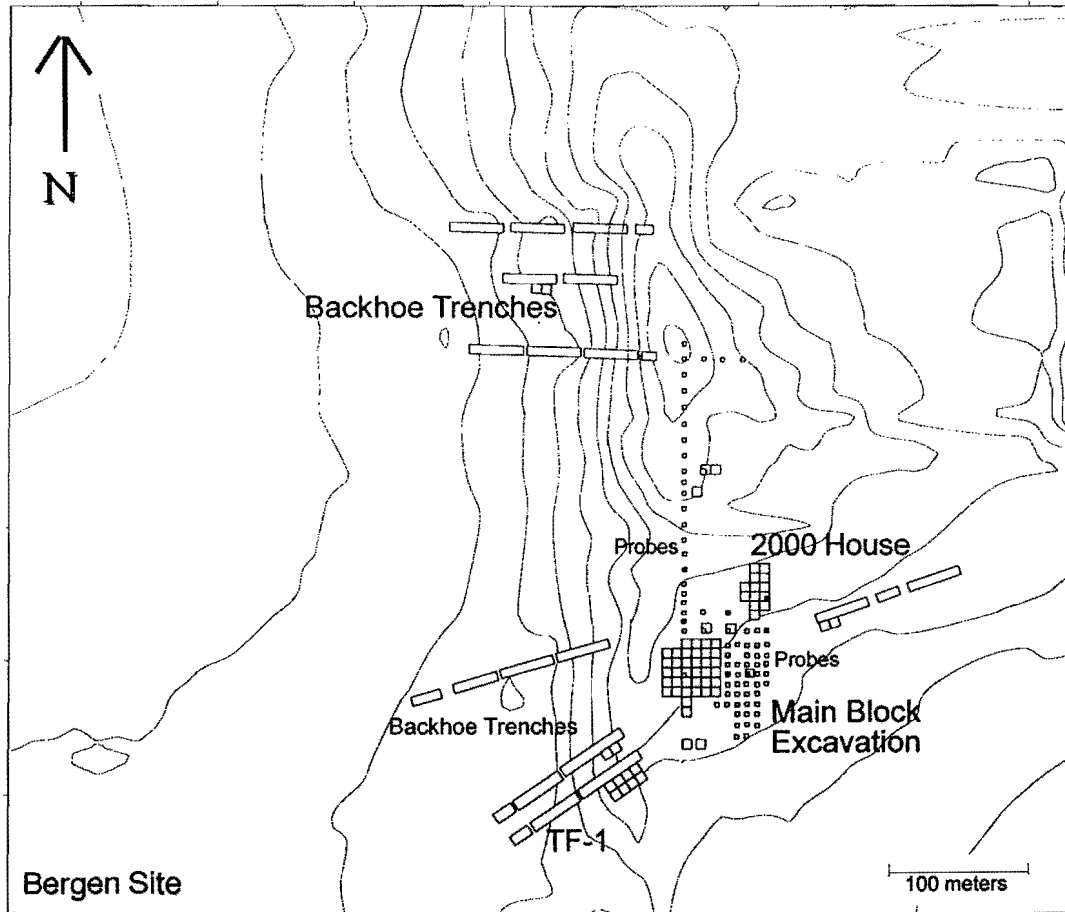 N
Backhoe Trenches
Probes
2000 House
Probes
Backhoe Trenches
Main Block
Excavation
TF-1
Bergen Site
100 meters